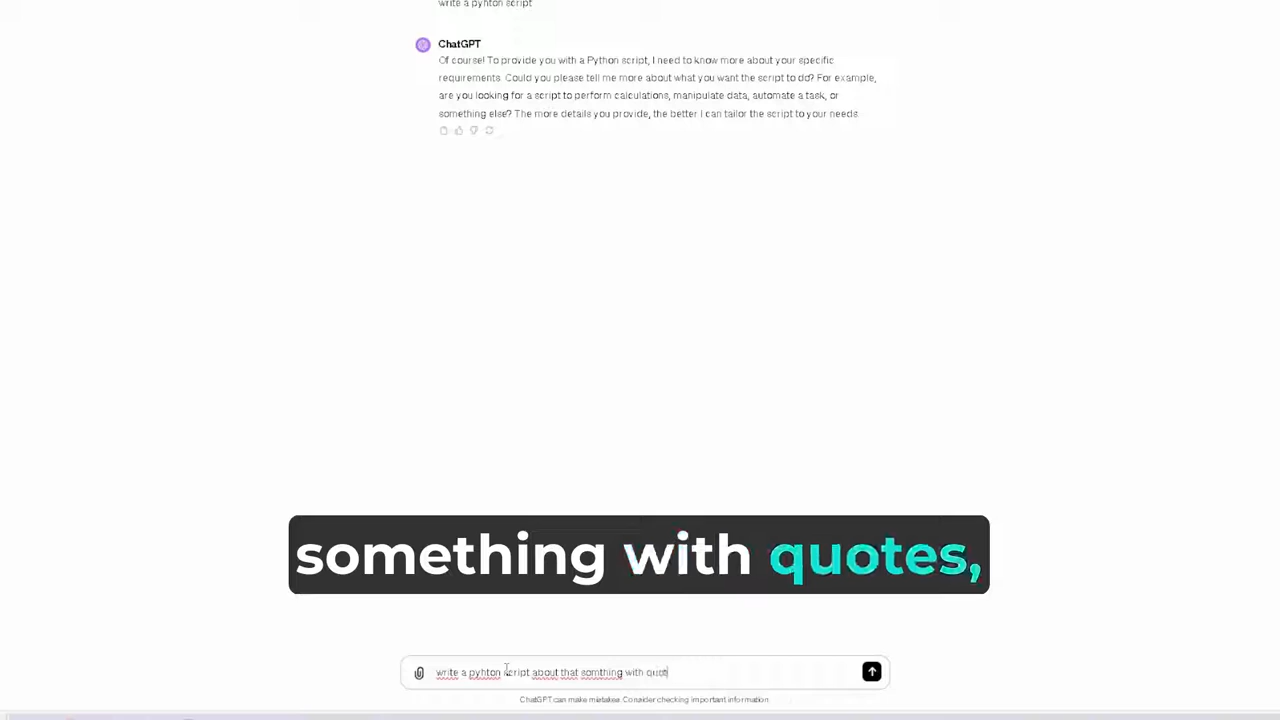 write a pyhton script
ChatGPT
Of course! To provide you with a Python script, I need to know more about your specific
requirements. Could you please tell me more about what you want the script to do? For example,
are you looking for a script to perform calculations, manipulate data, automate a task, or
something else? The more details you provide, the better I can tailor the script to your needs.
something with quotes,
write a pyhton script about that somthing with quot
ChatGPT can make mistakes. Consider checking important information.